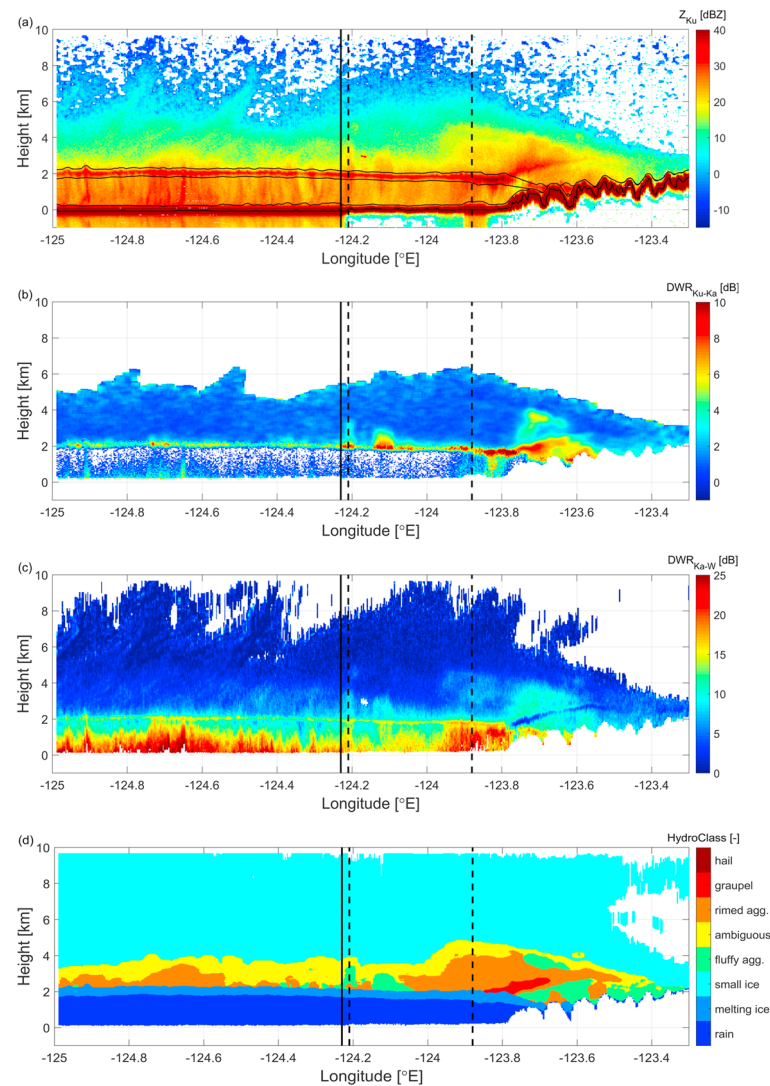 (a)
Z_Ku [dBZ]
10
8
6
4
2
0
Height [km]
40
30
20
10
0
-10
-125 -124.8 -124.6 -124.4 -124.2 -124 -123.8 -123.6 -123.4
Longitude [°E]
(b)
DWR_Ku-Ka [dB]
10
8
6
4
2
0
Height [km]
10
8
6
4
2
0
-125 -124.8 -124.6 -124.4 -124.2 -124 -123.8 -123.6 -123.4
Longitude [°E]
(c)
DWR_Ka-W [dB]
10
8
6
4
2
0
Height [km]
25
20
15
10
5
0
-125 -124.8 -124.6 -124.4 -124.2 -124 -123.8 -123.6 -123.4
Longitude [°E]
(d)
HydroClass [-]
10
8
6
4
2
0
Height [km]
hail
graupel
rimed agg.
ambiguous
fluffy agg.
small ice
melting ice
rain
-125 -124.8 -124.6 -124.4 -124.2 -124 -123.8 -123.6 -123.4
Longitude [°E]